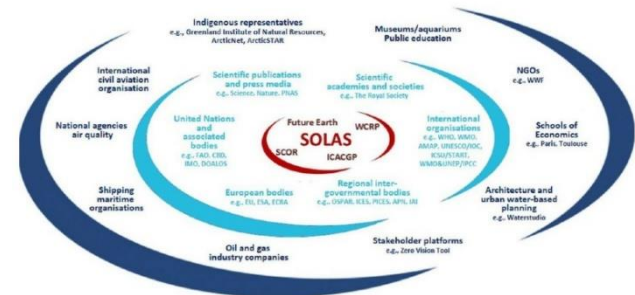 Indigenous representatives
e.g., Greenland Institute of Natural Resources,
ArcticNet, ArcticSTAR
Museums/aquariums
Public education
International
civil aviation
organisation
Scientific publications
and press media
e.g., Science, Nature, PNAS
Scientific
academies and societies
e.g., The Royal Society
NGOs
e.g., WWF
National agencies
air quality
United Nations
and associated
bodies
e.g., FAO, CBD,
IMO, DOALOS
Future Earth
WCRP
SOLAS
SCOR
ICACGP
International
organisations
e.g., WHO, WMO,
AMAP, UNESCO/IOC,
ICSU/START,
WMO&UNEP/IPCC
Schools of
Economics
e.g., Paris, Toulouse
Shipping
maritime
organisations
European bodies
e.g., EU, ESA, ECRA
Regional inter-
governmental bodies
e.g., OSPAR, ICES, PICES, APN, IAI
Architecture and
urban water-based
planning
e.g., Waterstudio
Oil and gas
industry companies
Stakeholder platforms
e.g., Zero Vision Tool